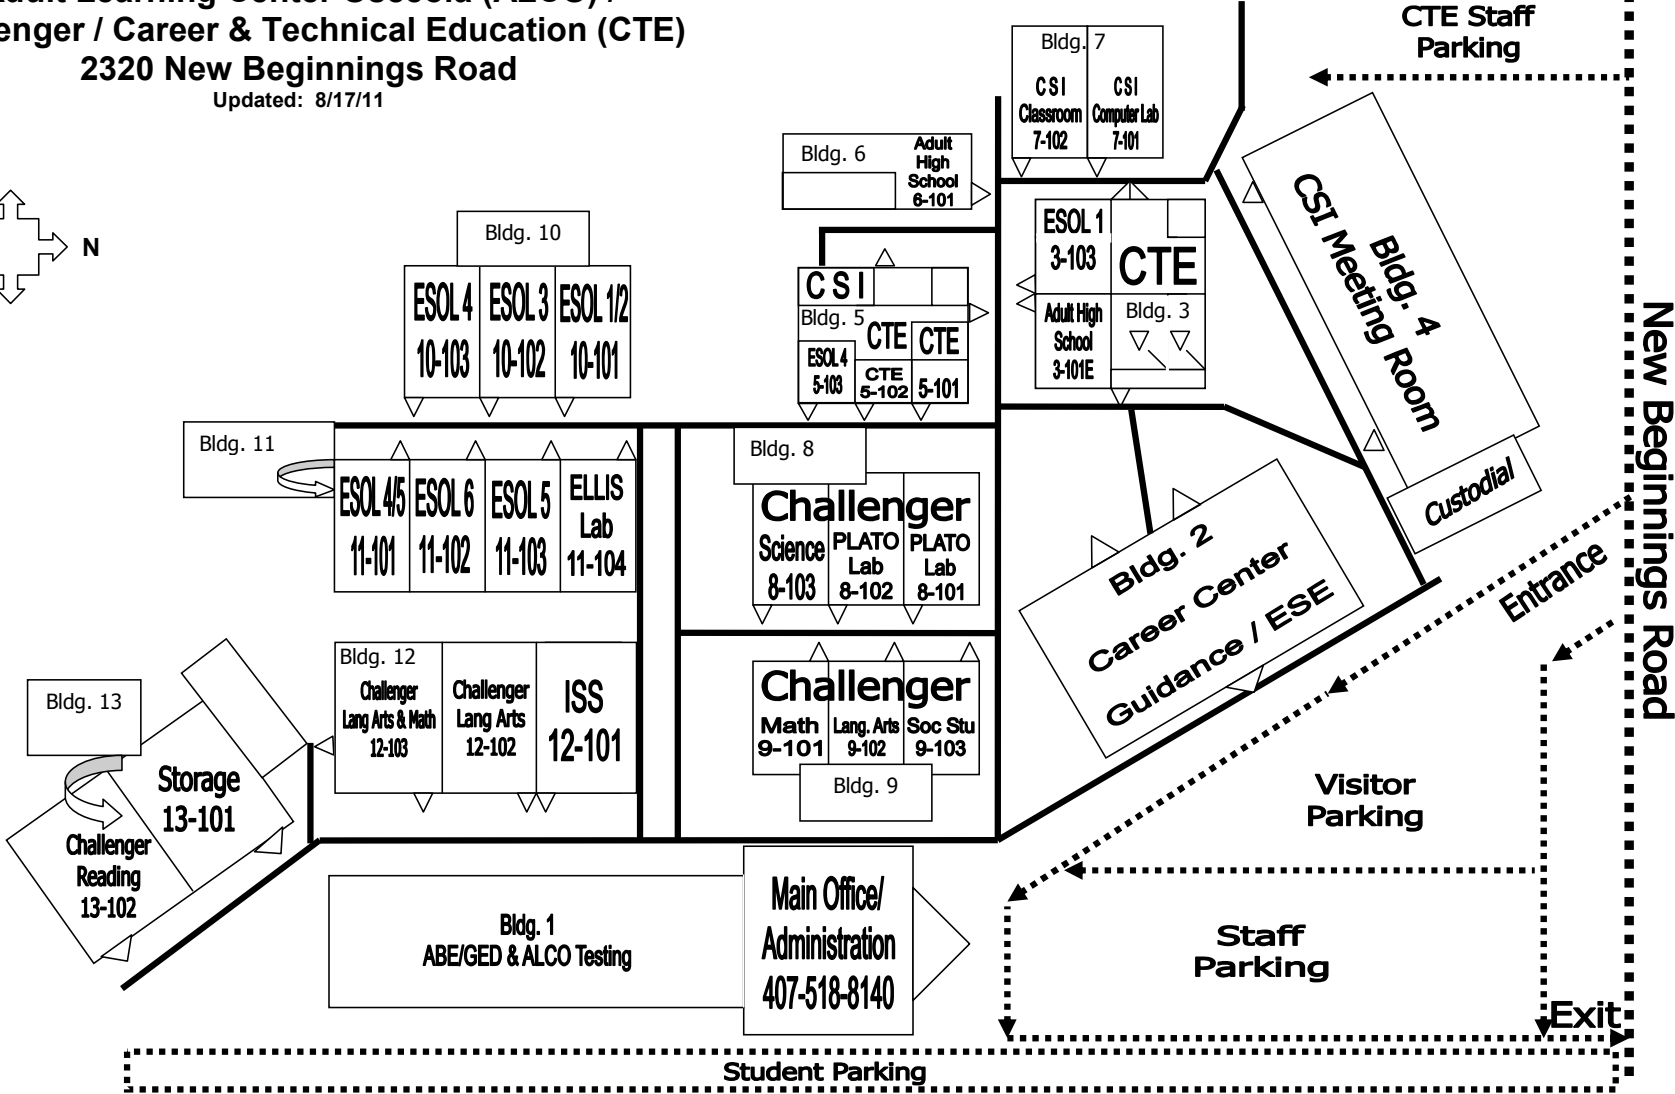 enger / Career & Technical Education (CTE)
2320 New Beginnings Road
Updated: 8/17/11
N
CTE Staff
Parking
Bldg. 7
CSI
Classroom
7-102
CSI
Computer Lab
7-101
Bldg. 6
Adult
High
School
6-101
Bldg. 10
ESOL 4
10-103
ESOL 3
10-102
ESOL 1/2
10-101
CSI
Bldg. 5
CTE
CTE
ESOL 4
5-103
CTE
5-102
5-101
ESOL 1
3-103
CTE
Adult High
School
3-101E
Bldg. 3
Bldg. 4
CSI Meeting Room
Custodial
New Beginnings Road
Bldg. 11
ESOL 4/5
11-101
ESOL 6
11-102
ESOL 5
11-103
ELLIS
Lab
11-104
Bldg. 8
Challenger
Science
8-103
PLATO
Lab
8-102
PLATO
Lab
8-101
Bldg. 2
Career Center
Guidance / ESE
Entrance
Bldg. 12
Challenger
Lang Arts & Math
12-103
Challenger
Lang Arts
12-102
ISS
12-101
Challenger
Math
9-101
Lang. Arts
9-102
Soc Stu
9-103
Bldg. 9
Bldg. 13
Storage
13-101
Challenger
Reading
13-102
Visitor
Parking
Bldg. 1
ABE/GED & ALCO Testing
Main Office/
Administration
407-518-8140
Staff
Parking
Exit
Student Parking